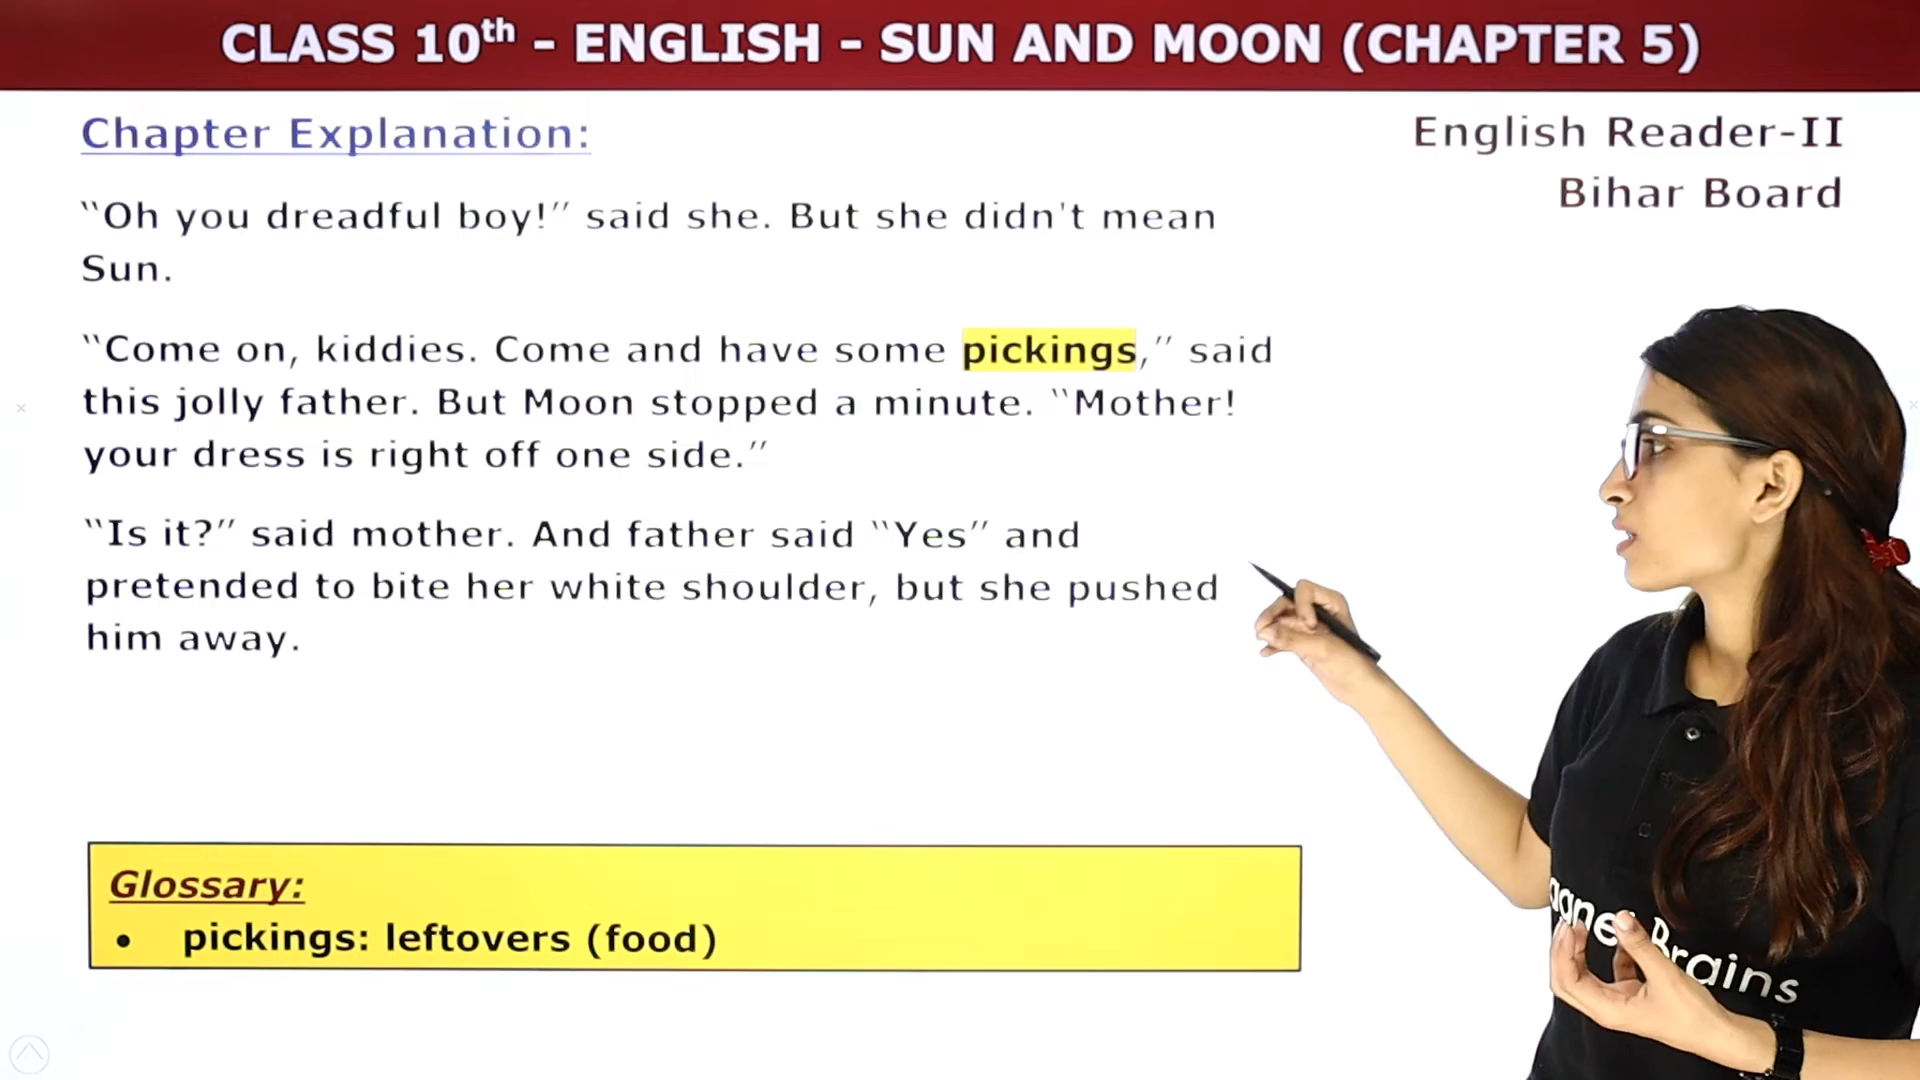 CLASS 10th - ENGLISH - SUN AND MOON (CHAPTER 5)
Chapter Explanation:
English Reader-II
Bihar Board
“Oh you dreadful boy!” said she. But she didn't mean
Sun.
“Come on, kiddies. Come and have some pickings,” said
this jolly father. But Moon stopped a minute. “Mother!
your dress is right off one side.”
“Is it?” said mother. And father said “Yes” and
pretended to bite her white shoulder, but she pushed
him away.
Glossary:
• pickings: leftovers (food)
agnet Brains